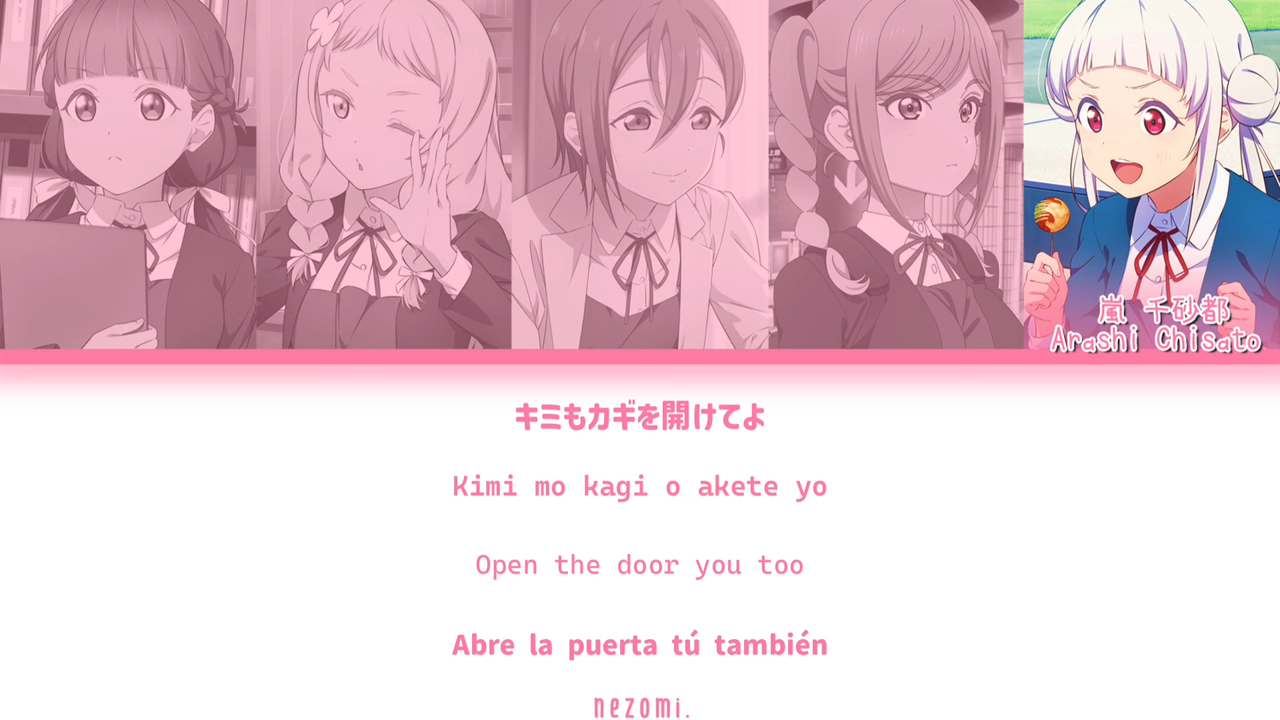 嵐 千砂都
Arashi Chisato
キミもカギを開けてよ
Kimi mo kagi o akete yo
Open the door you too
Abre la puerta tú también
nezomi.